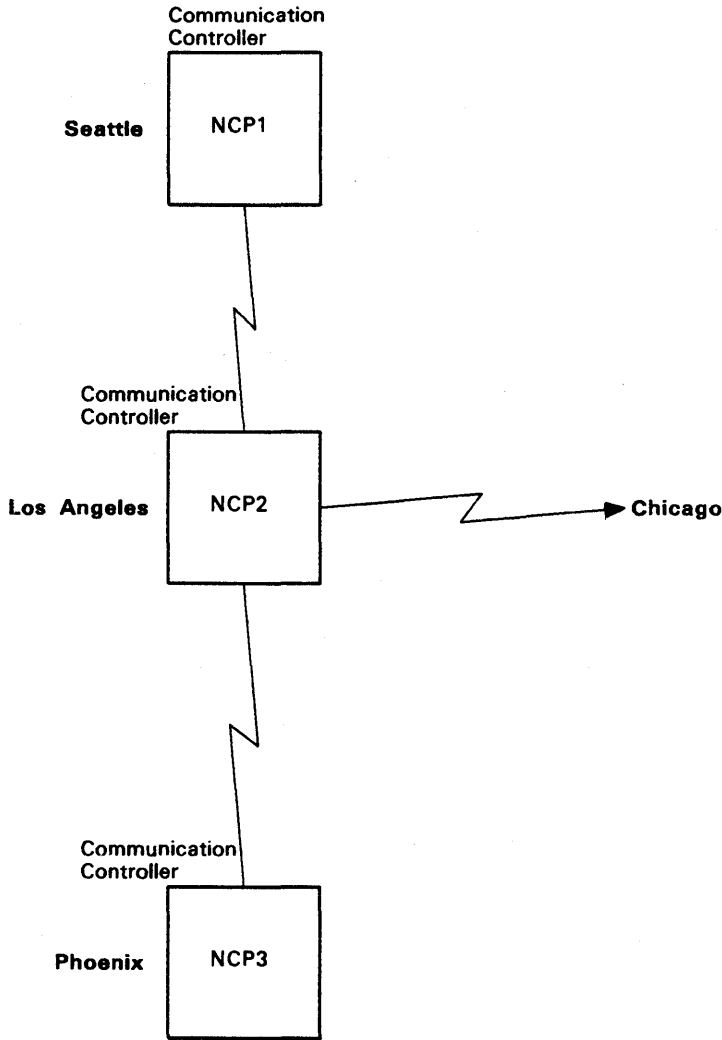 Communication
Controller
Seattle
NCP1
Communication
Controller
Los Angeles
NCP2
Chicago
Communication
Controller
Phoenix
NCP3